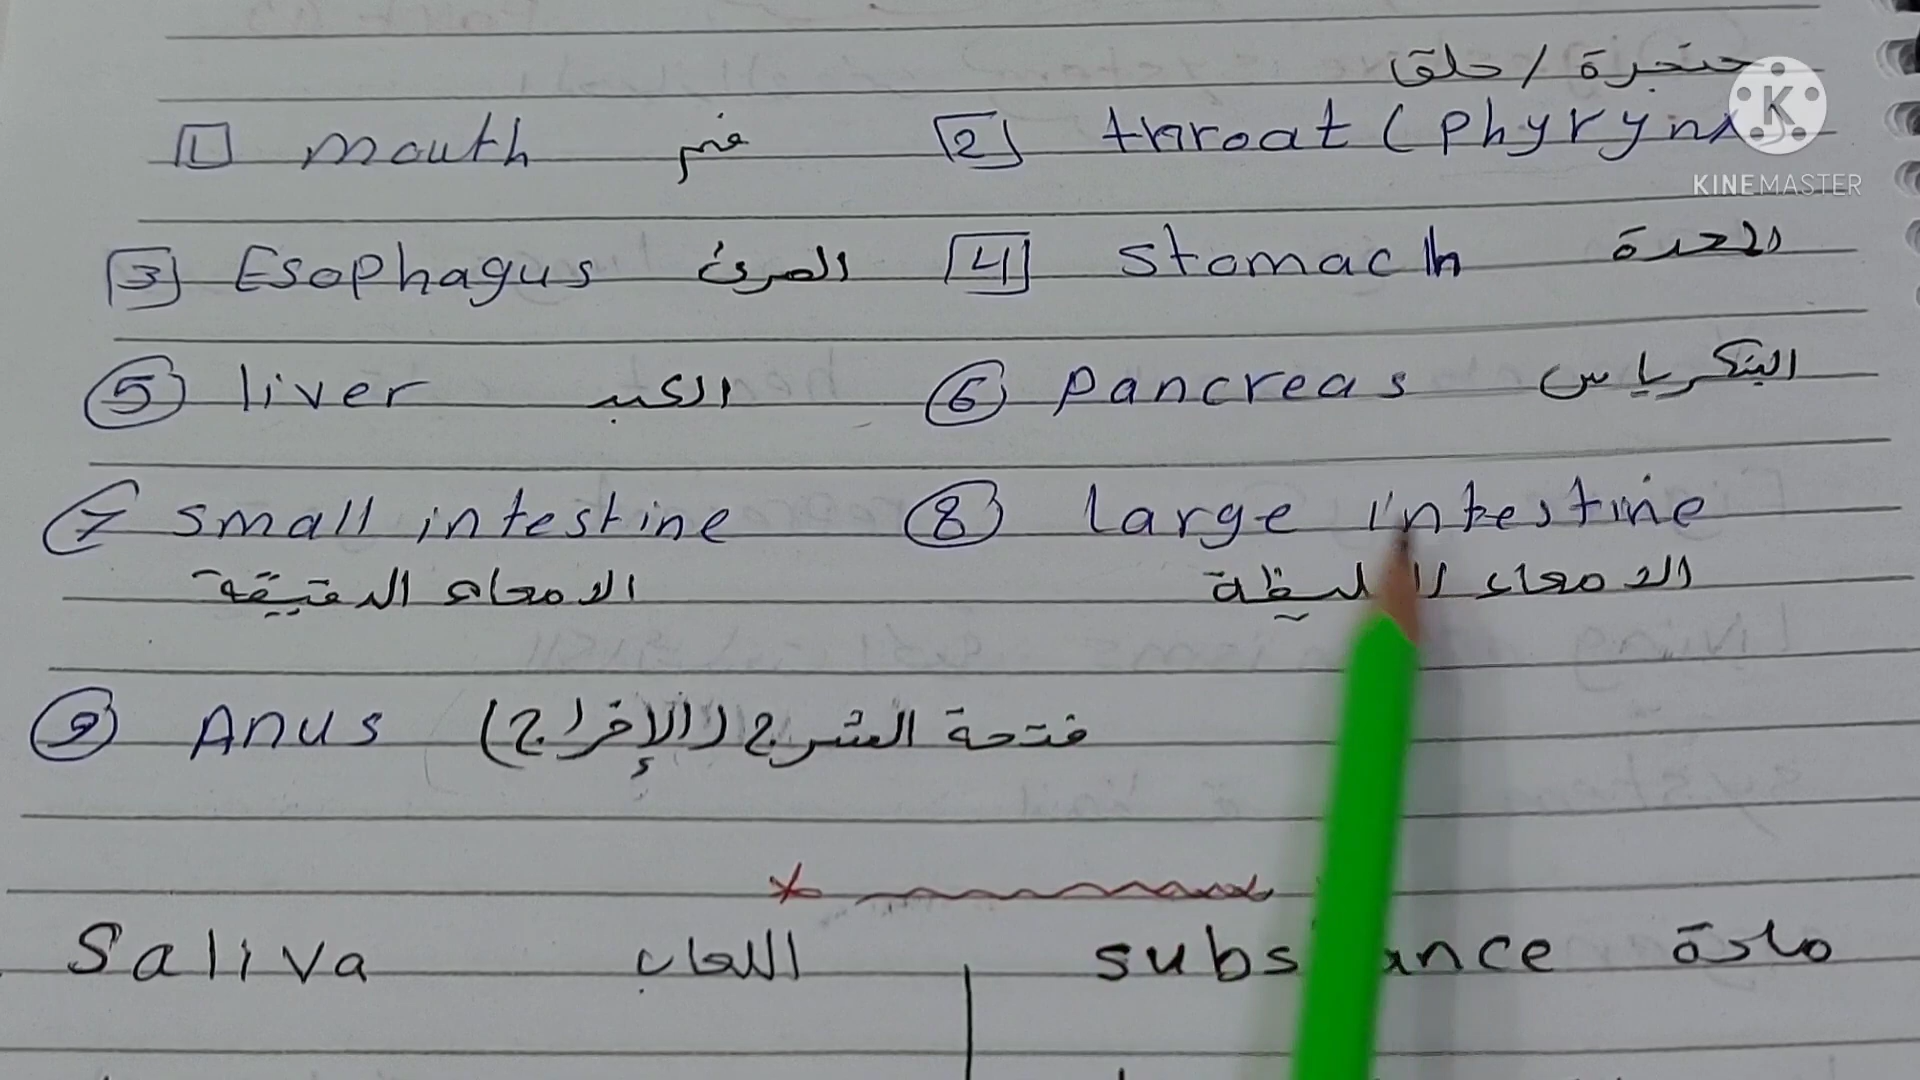 حنجرة / حلق
1 mouth فم 2 throat (Phyrynx)
KINEMASTER
3 Esophagus المرئ 4 stomach المعدة
5 liver الكبد 6 Pancreas البنكرياس
7 small intestine 8 large intestine
الامعاء الدقيقة الامعاء
9 Anus فتحة الشرج (الإخراج)
Saliva اللعاب substance مادة